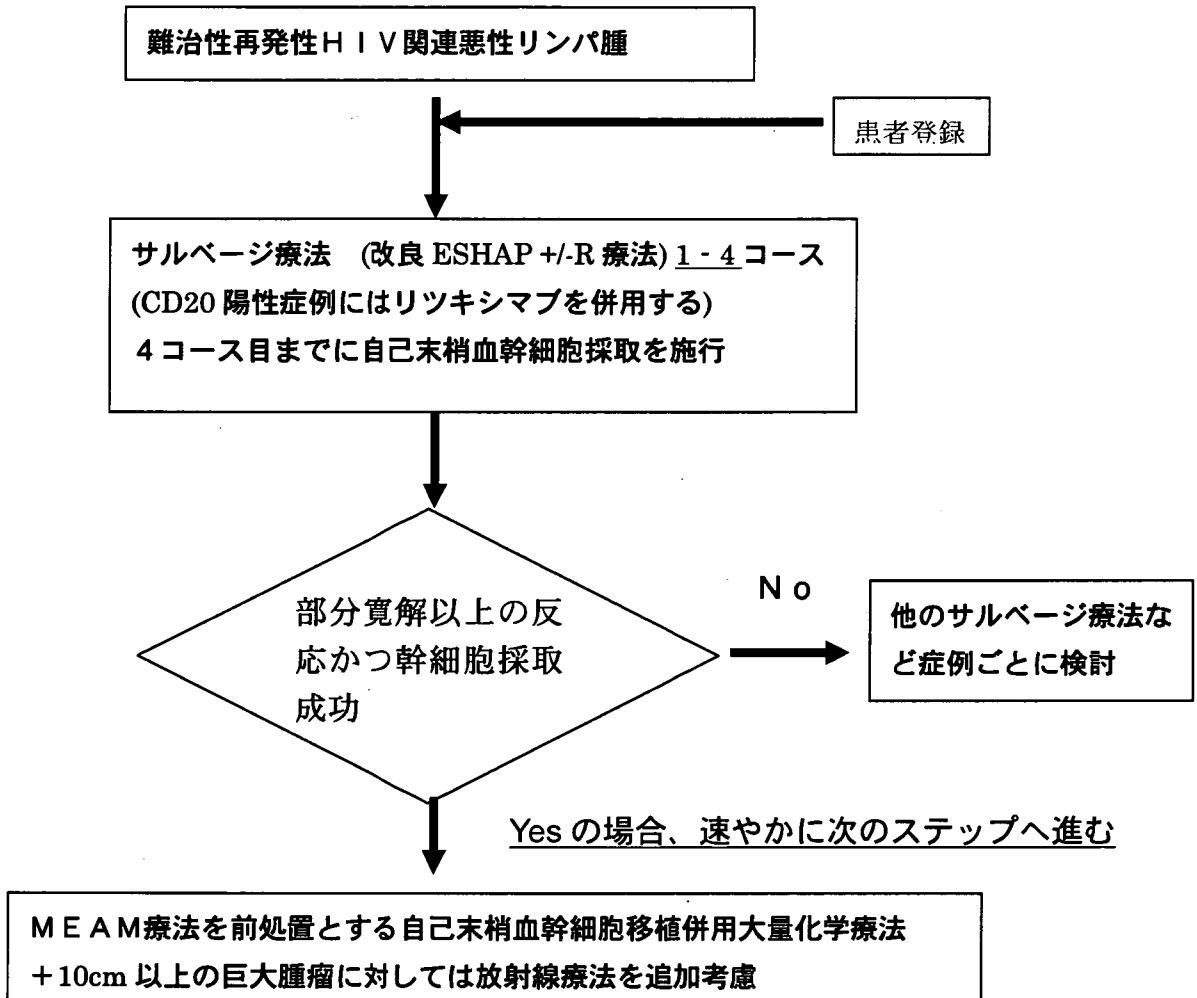 難治性再発性ＨＩＶ関連悪性リンパ腫
患者登録
サルベージ療法　(改良 ESHAP +/-R 療法) 1 - 4 コース
(CD20 陽性症例にはリツキシマブを併用する)
４コース目までに自己末梢血幹細胞採取を施行
部分寛解以上の反
応かつ幹細胞採取
成功
Ｎｏ
他のサルベージ療法な
ど症例ごとに検討
Yes の場合、速やかに次のステップへ進む
ＭＥＡＭ療法を前処置とする自己末梢血幹細胞移植併用大量化学療法
＋10cm 以上の巨大腫瘤に対しては放射線療法を追加考慮